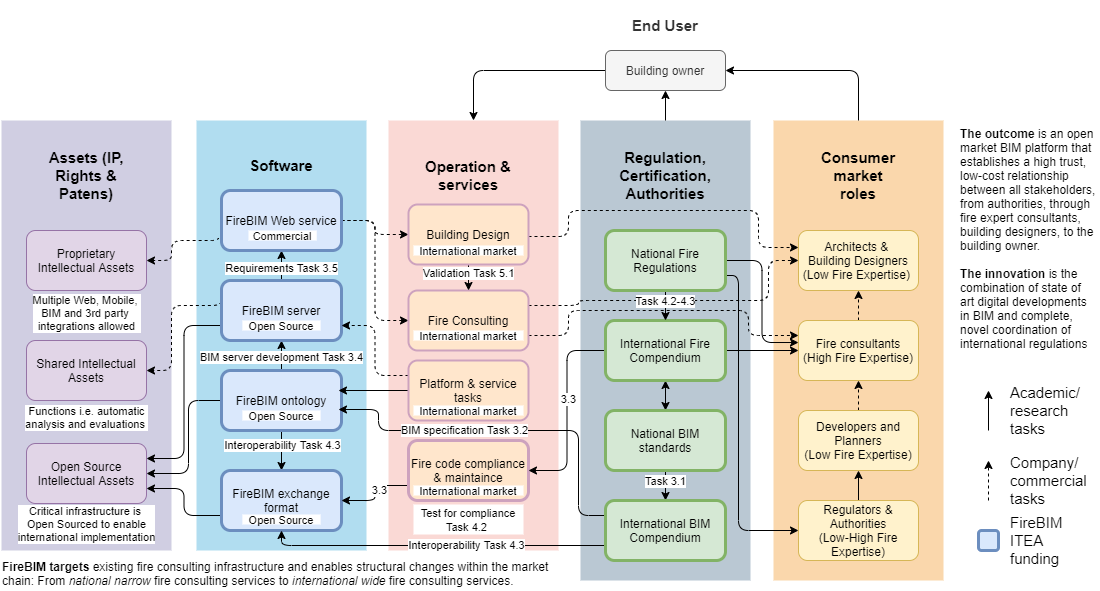 End User
Building owner
Assets (IP,
Rights &
Patens)
Proprietary
Intellectual Assets
Multiple Web, Mobile,
BIM and 3rd party
integrations allowed
Shared Intellectual
Assets
Functions i.e. automatic
analysis and evaluations
Open Source
Intellectual Assets
Critical infrastructure is
Open Sourced to enable
international implementation
Software
FireBIM Web service
Commercial
Requirements Task 3.5
FireBIM server
Open Source
BIM server development Task 3.4
FireBIM ontology
Open Source
Interoperability Task 4.3
FireBIM exchange
format
Open Source
Operation &
services
Building Design
International market
Validation Task 5.1
Fire Consulting
International market
Platform & service
tasks
International market
BIM specification Task 3.2
Fire code compliance
& maintaince
International market
3.3
3.3
Test for compliance
Task 4.2
Interoperability Task 4.3
Regulation,
Certification,
Authorities
National Fire
Regulations
Task 4.2-4.3
International Fire
Compendium
National BIM
standards
Task 3.1
International BIM
Compendium
Consumer
market
roles
Architects &
Building Designers
(Low Fire Expertise)
Fire consultants
(High Fire Expertise)
Developers and
Planners
(Low Fire Expertise)
Regulators &
Authorities
(Low-High Fire
Expertise)
The outcome is an open
market BIM platform that
establishes a high trust,
low-cost relationship
between all stakeholders,
from authorities, through
fire expert consultants,
building designers, to the
building owner.
The innovation is the
combination of state of
art digital developments
in BIM and complete,
novel coordination of
international regulations
Academic/
research
tasks
Company/
commercial
tasks
FireBIM
ITEA
funding
FireBIM targets existing fire consulting infrastructure and enables structural changes within the market
chain: From national narrow fire consulting services to international wide fire consulting services.